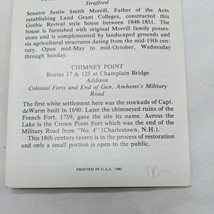 Strafford
Senator Justin Smith Morrill, Father of the Acts
establishing Land Grant Colleges, constructed this
Gothic Revival style house between 1848-1851. The
house is furnished with original Morrill family posses-
sions and is complemented by landscaped grounds and
six agricultural structures dating from the mid-19th cen-
tury. Open mid-May to mid-October, Wednesday
through Sunday.
CHIMNEY POINT
Routes 17 & 125 at Champlain Bridge
Addison
Colonial Forts and End of Gen. Amherst's Military
Road
The first white settlement here was the stockade of Capt.
deWarm built in 1690. Later the chimneyed ruins of the
French Fort, 1759, gave the site its name. Across the
Lake is the Crown Point Fort which was the end of the
Military Road from "No. 4" (Charlestown, N.H.).
This 18th century tavern is in the process of restoration
and only a small portion is open to the public.
PRINTED IN U.S.A. 1980